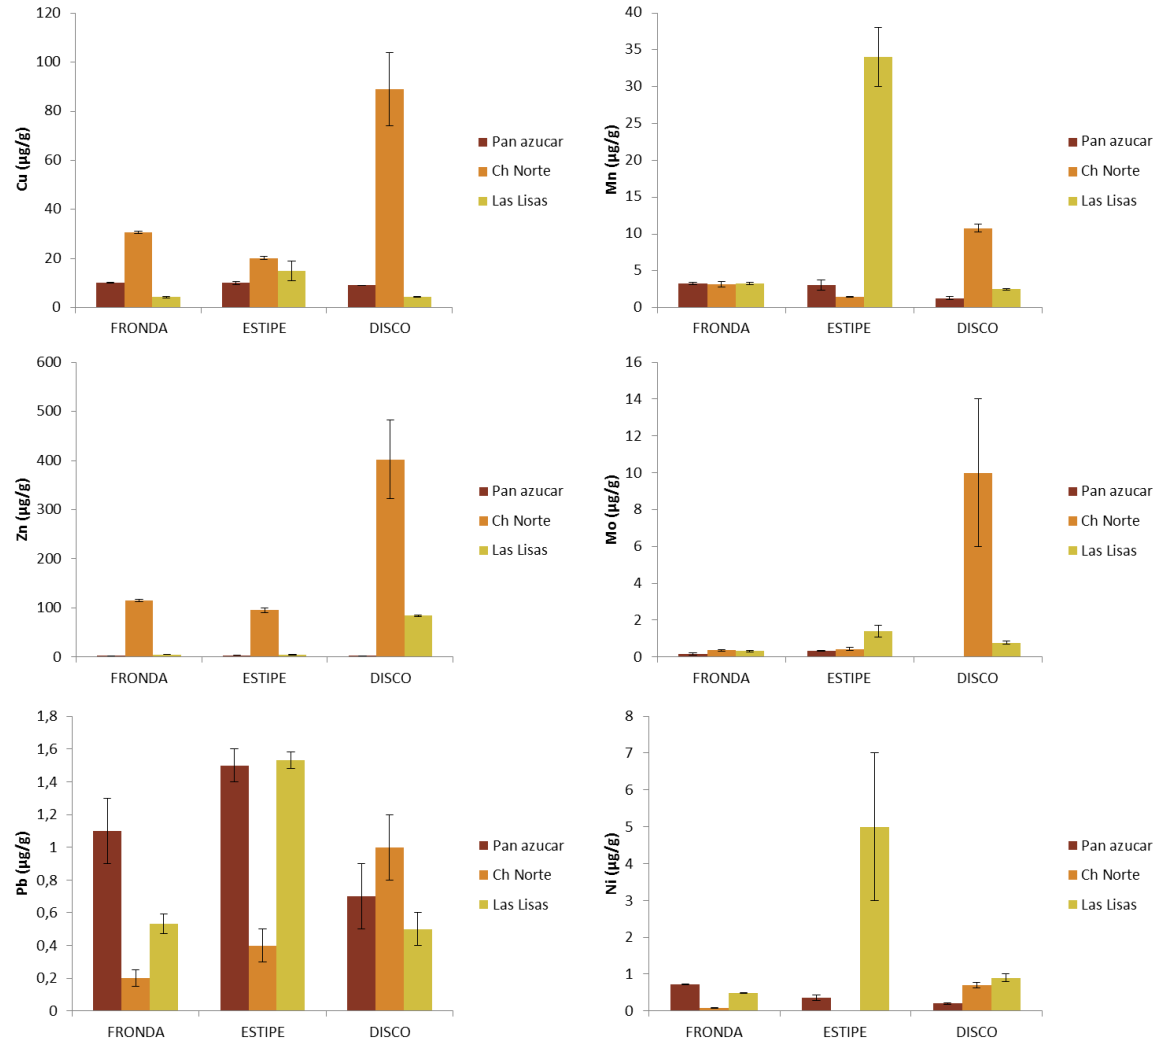 120
100
80
60
40
20
0
Cu (µg/g)
FRONDA ESTIPE DISCO
Pan azucar
Ch Norte
Las Lisas
40
35
30
25
20
15
10
5
0
Mn (µg/g)
FRONDA ESTIPE DISCO
Pan azucar
Ch Norte
Las Lisas
600
500
400
300
200
100
0
Zn (µg/g)
FRONDA ESTIPE DISCO
Pan azucar
Ch Norte
Las Lisas
16
14
12
10
8
6
4
2
0
Mo (µg/g)
FRONDA ESTIPE DISCO
Pan azucar
Ch Norte
Las Lisas
1,8
1,6
1,4
1,2
1
0,8
0,6
0,4
0,2
0
Pb (µg/g)
FRONDA ESTIPE DISCO
Pan azucar
Ch Norte
Las Lisas
8
7
6
5
4
3
2
1
0
Ni (µg/g)
FRONDA ESTIPE DISCO
Pan azucar
Ch Norte
Las Lisas